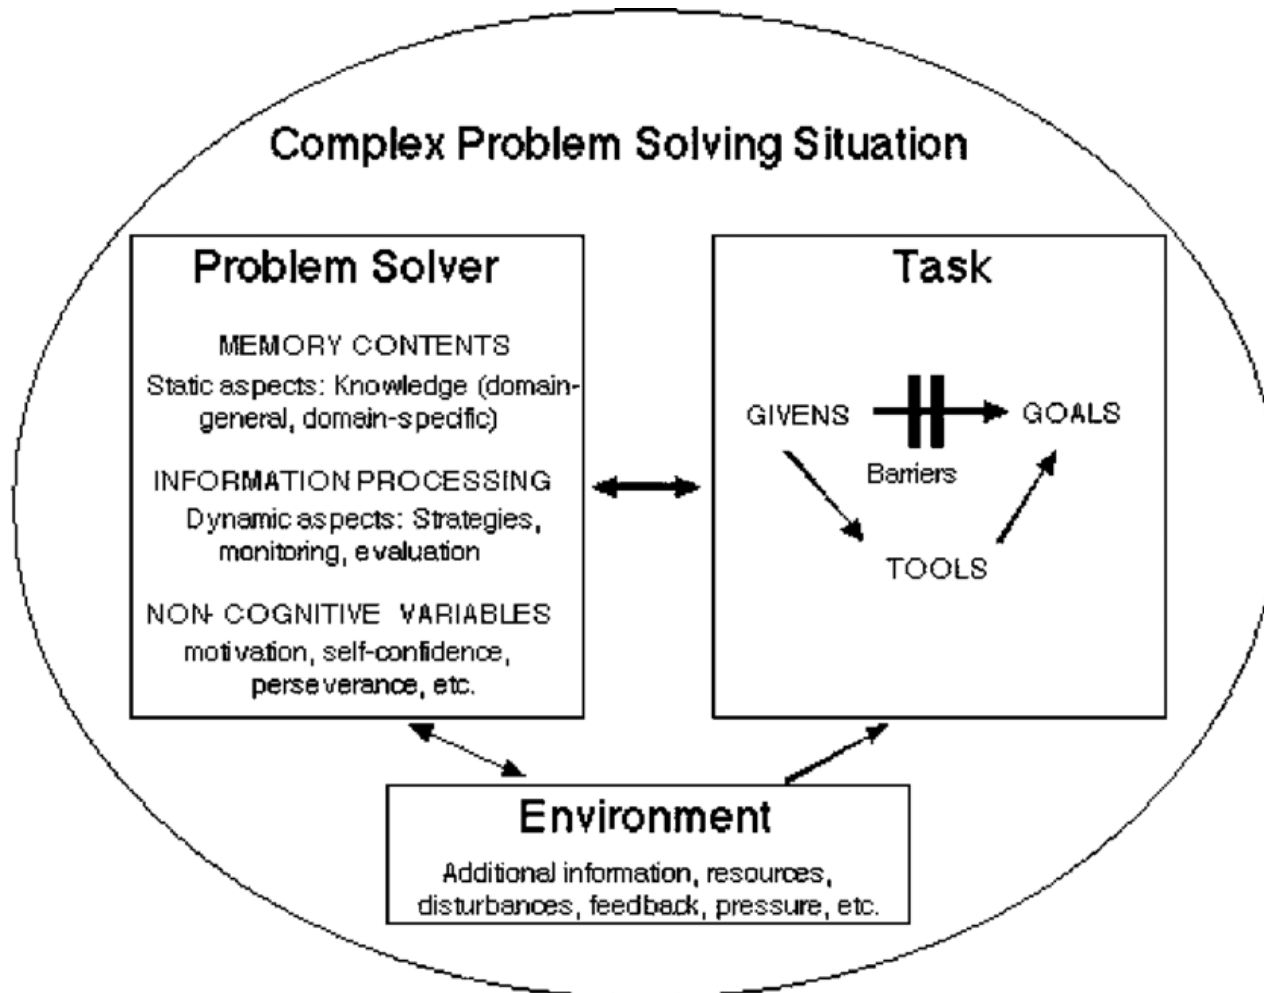 Complex Problem Solving Situation
Problem Solver
MEMORY CONTENTS
Static aspects: Knowledge (domain-
general, domain-specific)
INFORMATION PROCESSING
Dynamic aspects: Strategies,
monitoring, evaluation
NON- COGNITIVE VARIABLES
motivation, self-confidence,
perseverance, etc.
Task
GIVENS
GOALS
Barriers
TOOLS
Environment
Additional information, resources,
disturbances, feedback, pressure, etc.